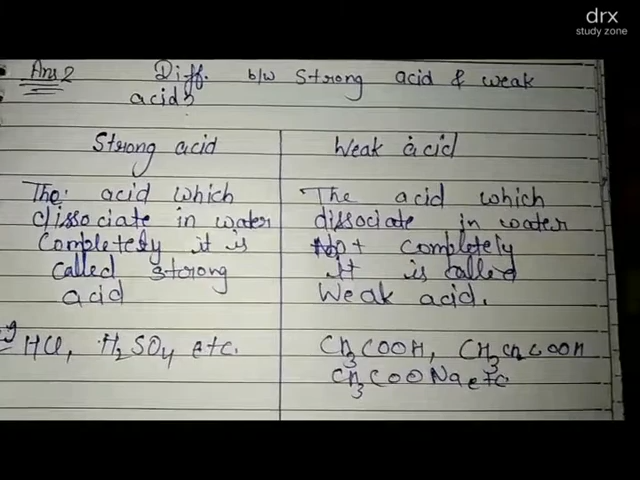 drx
study zone
Ans 2 Diff. b/w Strong acid & weak
acid?
Strong acid
Weak acid
The acid which
dissociate in water
Completely it is
called strong
acid
The acid which
dissociate in water
Not completely
It is called
Weak acid.
eg HCl, H2SO4 etc.
CH3COOH, CH3CH2COOH
CH3COONa etc